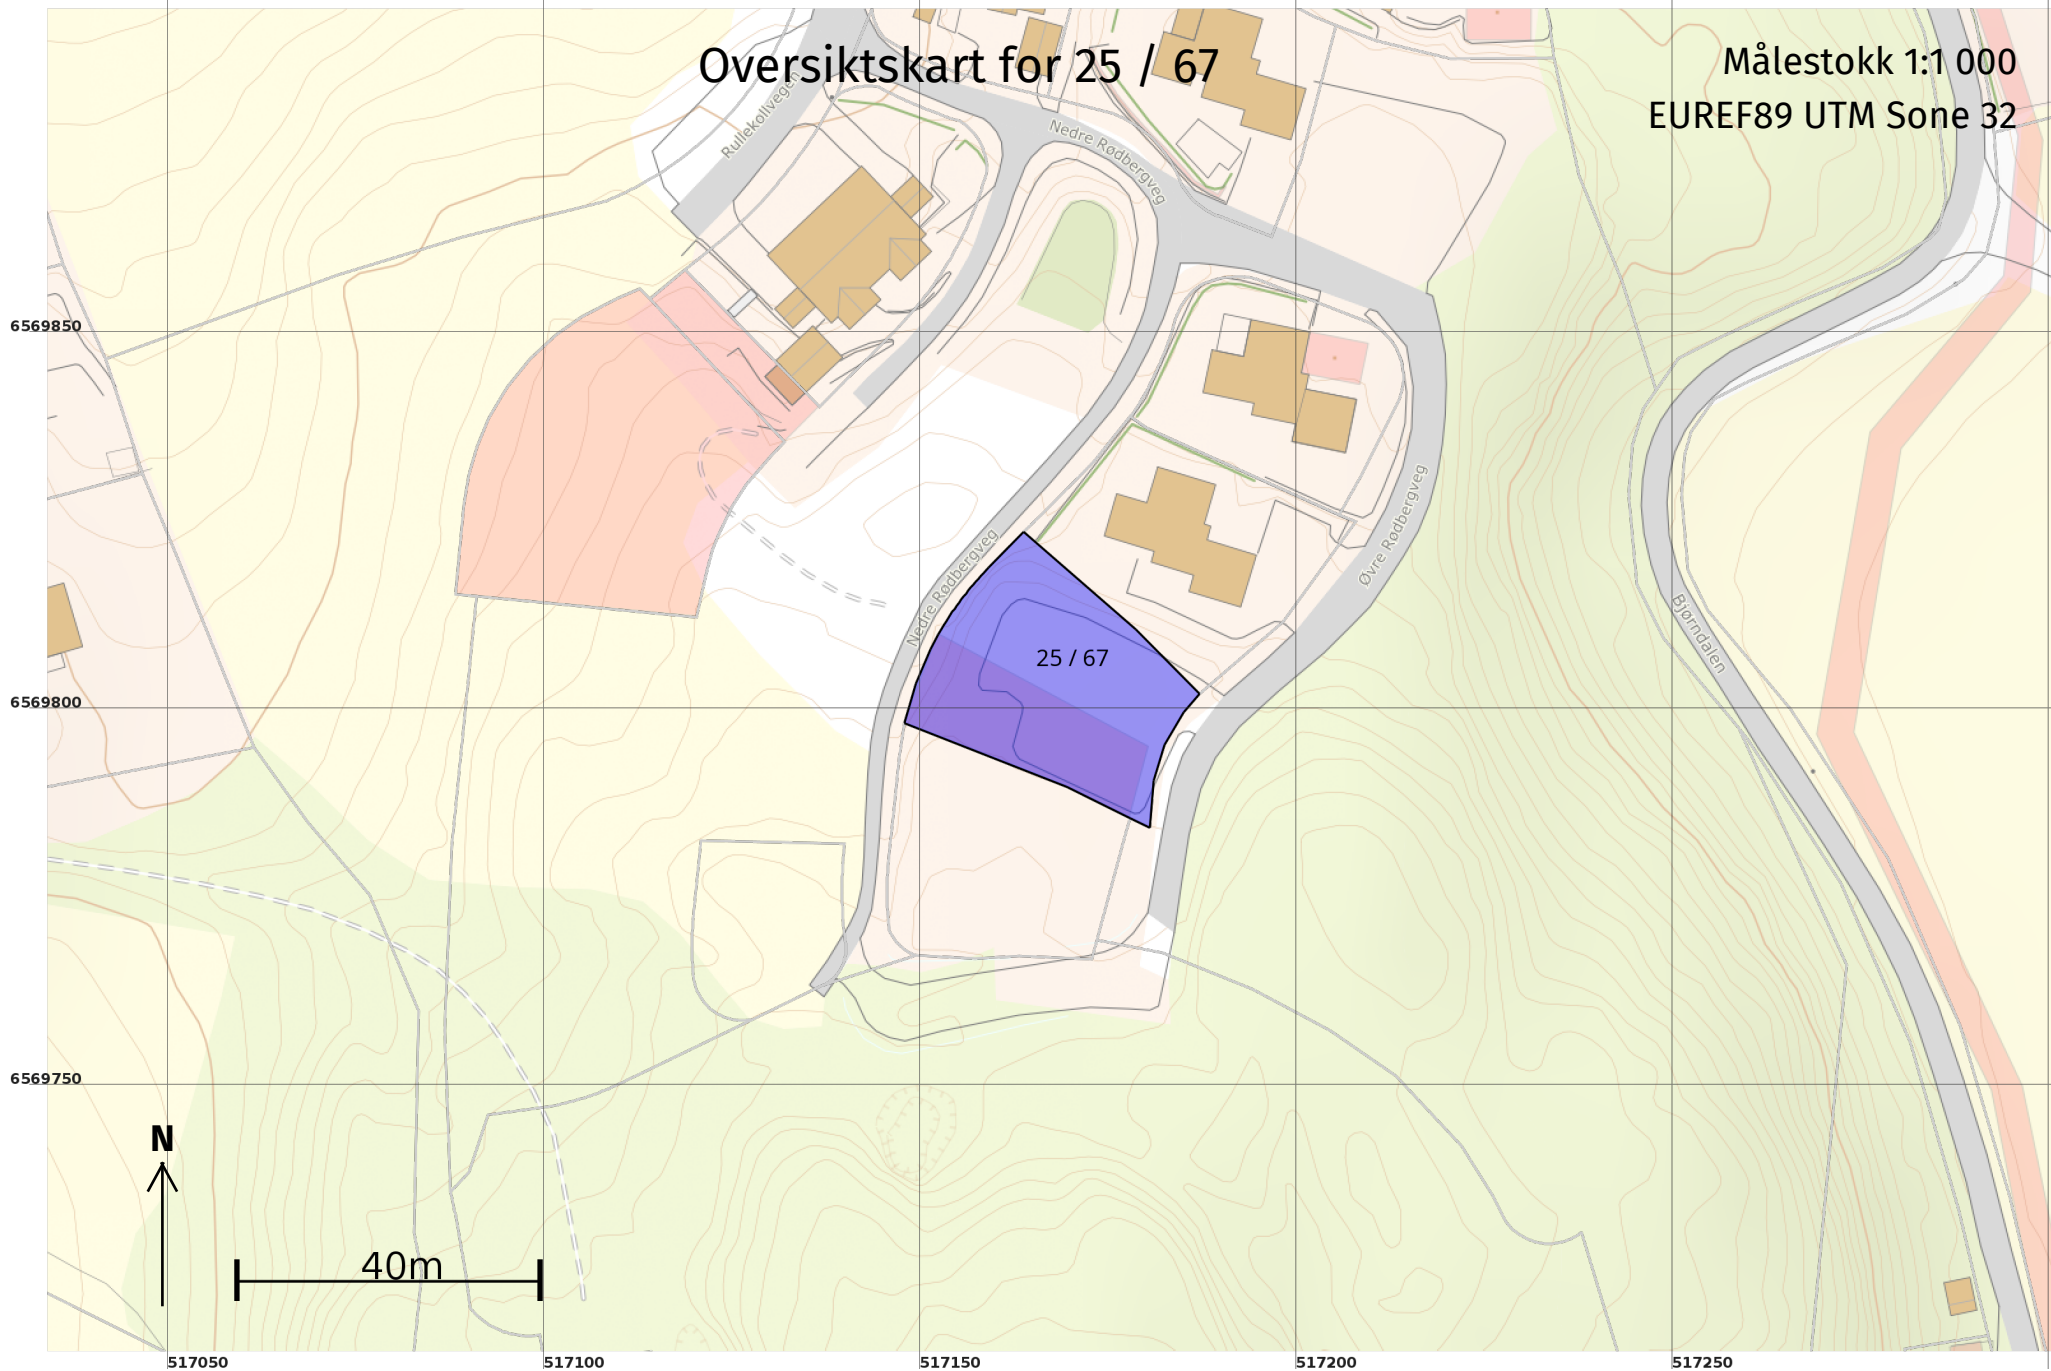 Oversiktskart for 25 / 67
Målestokk 1:1 000
EUREF89 UTM Sone 32
Rullekollvegen
Nedre Rødbergveg
6569850
Øvre Rødbergveg
Nedre Rødbergveg
Bjørndalen
25 / 67
6569800
6569750
N
40m
517050
517100
517150
517200
517250